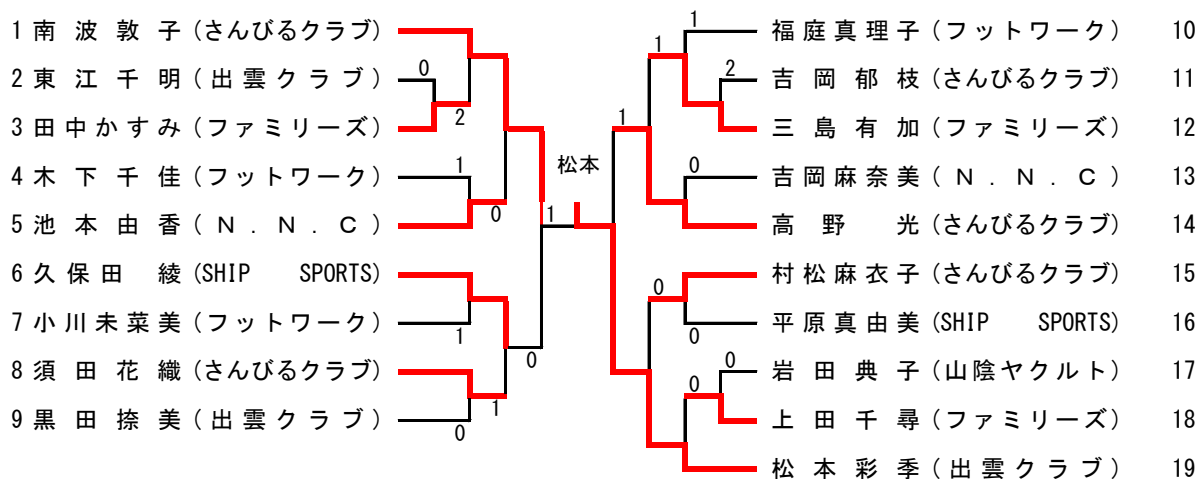 1 南波敦子 (さんびるクラブ)
2 東江千明 (出雲クラブ)
3 田中かすみ (ファミリーズ)
4 木下千佳 (フットワーク)
5 池本由香 (N.N.C)
6 久保田 綾 (SHIP SPORTS)
7 小川未菜美 (フットワーク)
8 須田花織 (さんびるクラブ)
9 黒田捺美 (出雲クラブ)
0
2
1
0
1
0
1
0
1
松本
1
1
1
2
0
0
0
0
0
福庭真理子 (フットワーク) 10
吉岡郁枝 (さんびるクラブ) 11
三島有加 (ファミリーズ) 12
吉岡麻奈美 (N.N.C) 13
高野 光 (さんびるクラブ) 14
村松麻衣子 (さんびるクラブ) 15
平原真由美 (SHIP SPORTS) 16
岩田典子 (山陰ヤクルト) 17
上田千尋 (ファミリーズ) 18
松本彩季 (出雲クラブ) 19